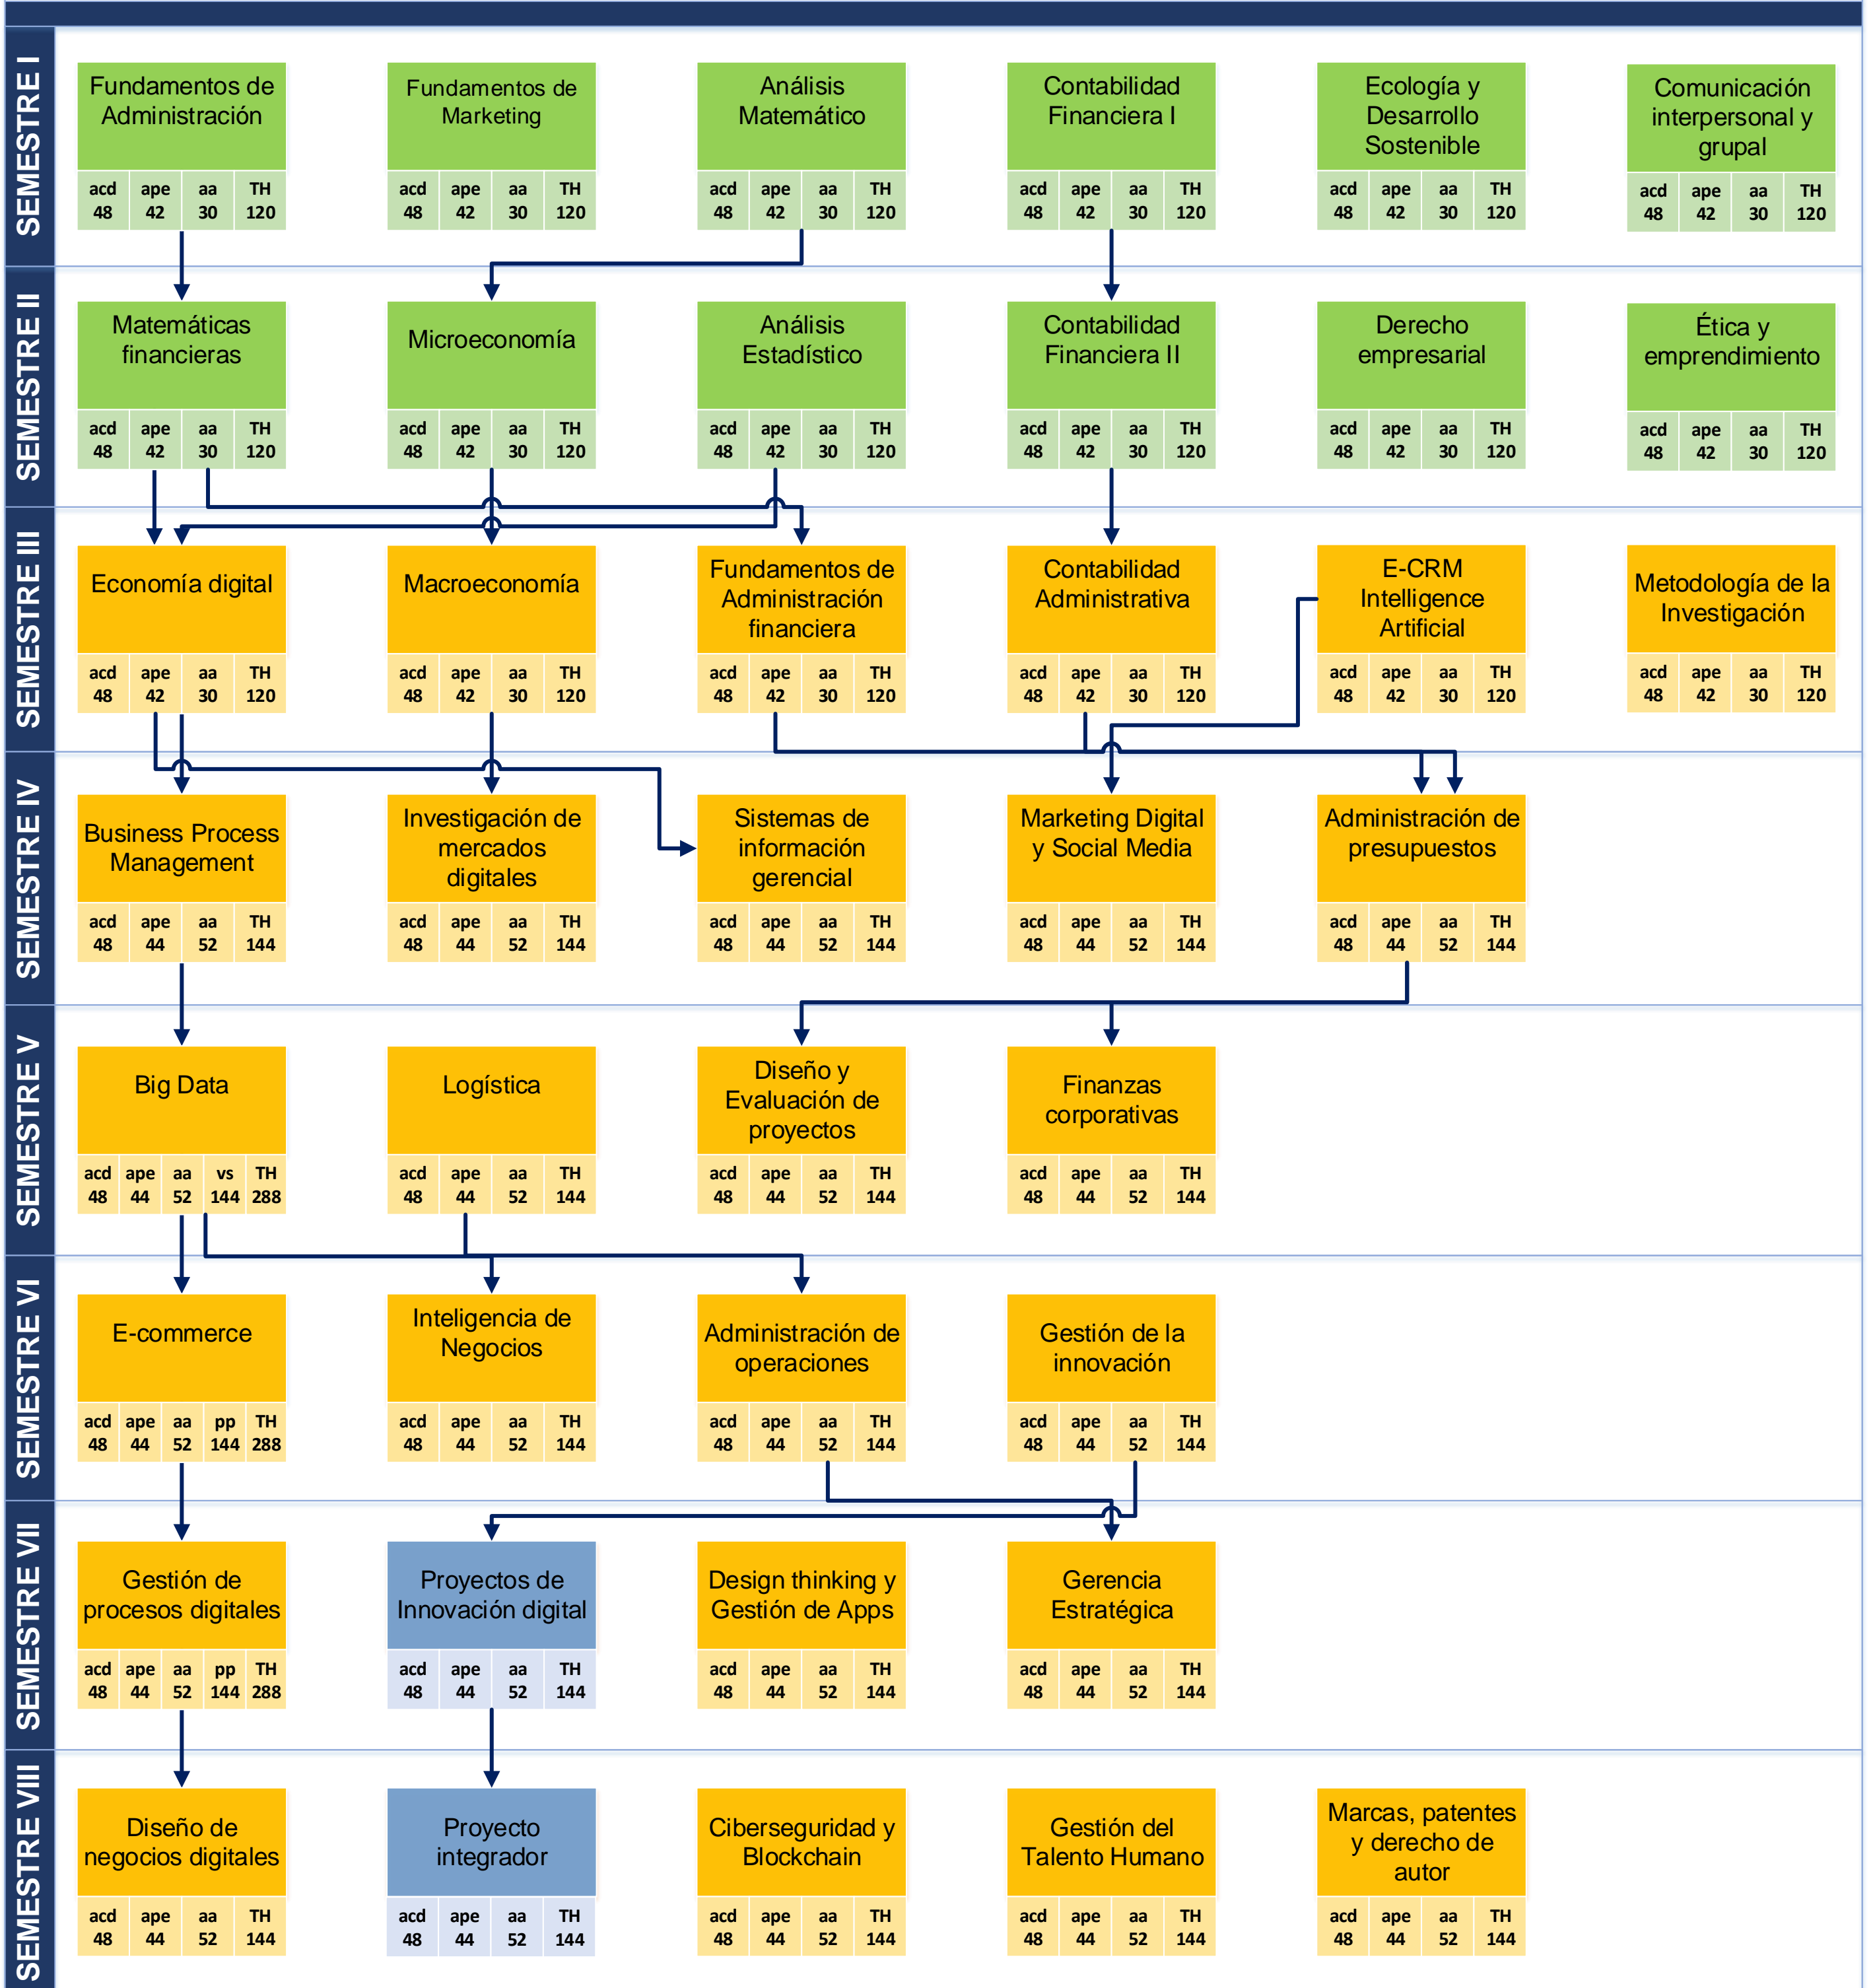 SEMESTRE I
Fundamentos de
Administración
acd ape aa TH
48 42 30 120
Fundamentos de
Marketing
acd ape aa TH
48 42 30 120
Análisis
Matemático
acd ape aa TH
48 42 30 120
Contabilidad
Financiera I
acd ape aa TH
48 42 30 120
Ecología y
Desarrollo
Sostenible
acd ape aa TH
48 42 30 120
Comunicación
interpersonal y
grupal
acd ape aa TH
48 42 30 120
SEMESTRE II
Matemáticas
financieras
acd ape aa TH
48 42 30 120
Microeconomía
acd ape aa TH
48 42 30 120
Análisis
Estadístico
acd ape aa TH
48 42 30 120
Contabilidad
Financiera II
acd ape aa TH
48 42 30 120
Derecho
empresarial
acd ape aa TH
48 42 30 120
Ética y
emprendimiento
acd ape aa TH
48 42 30 120
SEMESTRE III
Economía digital
acd ape aa TH
48 42 30 120
Macroeconomía
acd ape aa TH
48 42 30 120
Fundamentos de
Administración
financiera
acd ape aa TH
48 42 30 120
Contabilidad
Administrativa
acd ape aa TH
48 42 30 120
E-CRM
Intelligence
Artificial
acd ape aa TH
48 42 30 120
Metodología de la
Investigación
acd ape aa TH
48 42 30 120
SEMESTRE IV
Business Process
Management
acd ape aa TH
48 44 52 144
Investigación de
mercados
digitales
acd ape aa TH
48 44 52 144
Sistemas de
información
gerencial
acd ape aa TH
48 44 52 144
Marketing Digital
y Social Media
acd ape aa TH
48 44 52 144
Administración de
presupuestos
acd ape aa TH
48 44 52 144
SEMESTRE V
Big Data
acd ape aa vs TH
48 44 52 144 288
Logística
acd ape aa TH
48 44 52 144
Diseño y
Evaluación de
proyectos
acd ape aa TH
48 44 52 144
Finanzas
corporativas
acd ape aa TH
48 44 52 144
SEMESTRE VI
E-commerce
acd ape aa pp TH
48 44 52 144 288
Inteligencia de
Negocios
acd ape aa TH
48 44 52 144
Administración de
operaciones
acd ape aa TH
48 44 52 144
Gestión de la
innovación
acd ape aa TH
48 44 52 144
SEMESTRE VII
Gestión de
procesos digitales
acd ape aa pp TH
48 44 52 144 288
Proyectos de
Innovación digital
acd ape aa TH
48 44 52 144
Design thinking y
Gestión de Apps
acd ape aa TH
48 44 52 144
Gerencia
Estratégica
acd ape aa TH
48 44 52 144
SEMESTRE VIII
Diseño de
negocios digitales
acd ape aa TH
48 44 52 144
Proyecto
integrador
acd ape aa TH
48 44 52 144
Ciberseguridad y
Blockchain
acd ape aa TH
48 44 52 144
Gestión del
Talento Humano
acd ape aa TH
48 44 52 144
Marcas, patentes
y derecho de
autor
acd ape aa TH
48 44 52 144